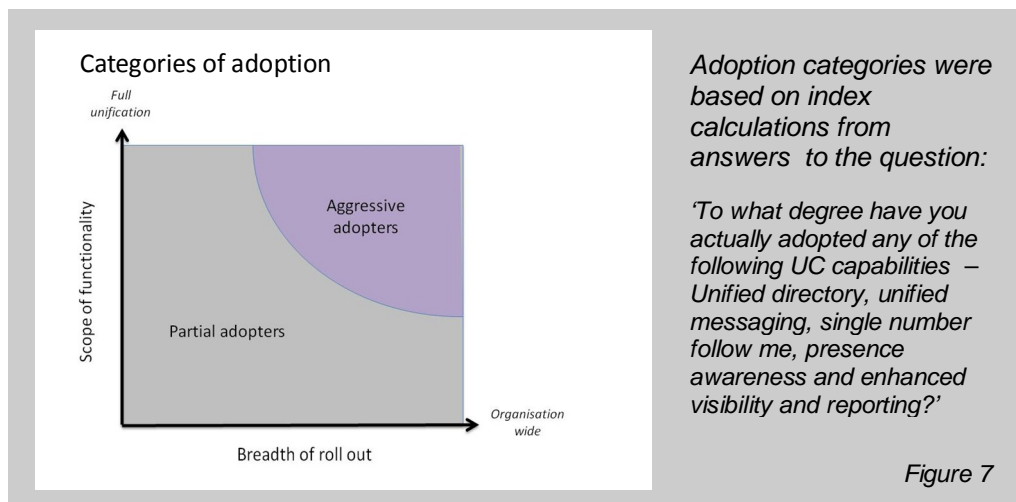 Categories of adoption
Full
unification
Scope of functionality
Aggressive
adopters
Partial adopters
Organisation
wide
Breadth of roll out
Adoption categories were
based on index
calculations from
answers to the question:
‘To what degree have you
actually adopted any of the
following UC capabilities –
Unified directory, unified
messaging, single number
follow me, presence
awareness and enhanced
visibility and reporting?’
Figure 7